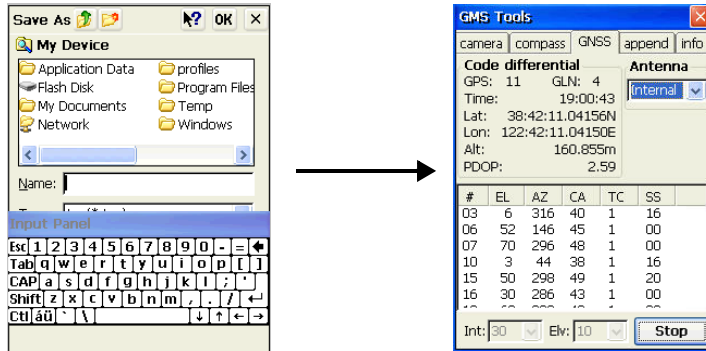 Save As OK
My Device
Application Data profiles
Flash Disk Program Files
My Documents Temp
Network Windows
Name:
Input Panel
Esc 1 2 3 4 5 6 7 8 9 0 - =
Tab q w e r t y u i o p [ ]
CAP a s d f g h j k l ; '
Shift z x c v b n m , . /
Ctl áü ` \
GMS Tools
camera compass GNSS append info
Code differential
GPS: 11 GLN: 4
Time: 19:00:43
Lat: 38:42:11.04156N
Lon: 122:42:11.04150E
Alt: 160.855m
PDOP: 2.59
Antenna
Internal
# EL AZ CA TC SS
03 6 316 40 1 16
06 52 146 45 1 00
07 70 296 48 1 00
10 3 44 38 1 16
15 50 298 49 1 20
16 30 286 43 1 00
Int: 30 Elv: 10 Stop